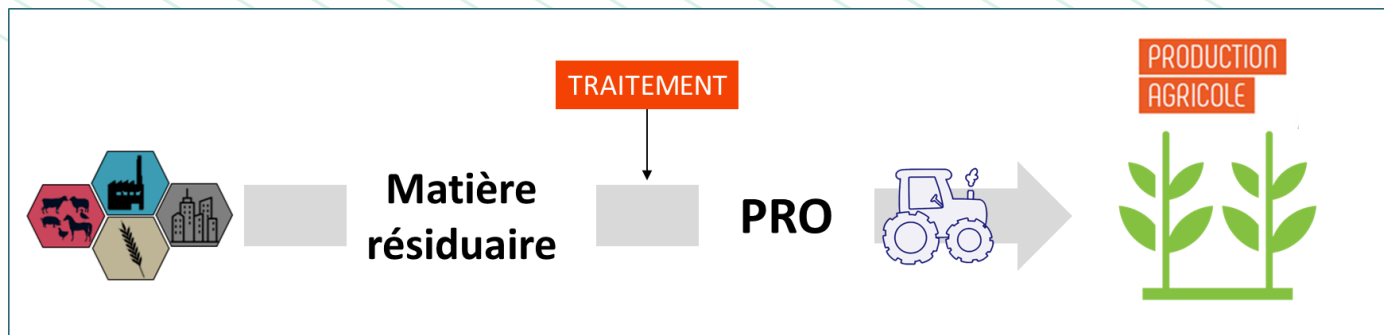 TRAITEMENT
PRODUCTION
AGRICOLE
Matière
résiduaire
PRO